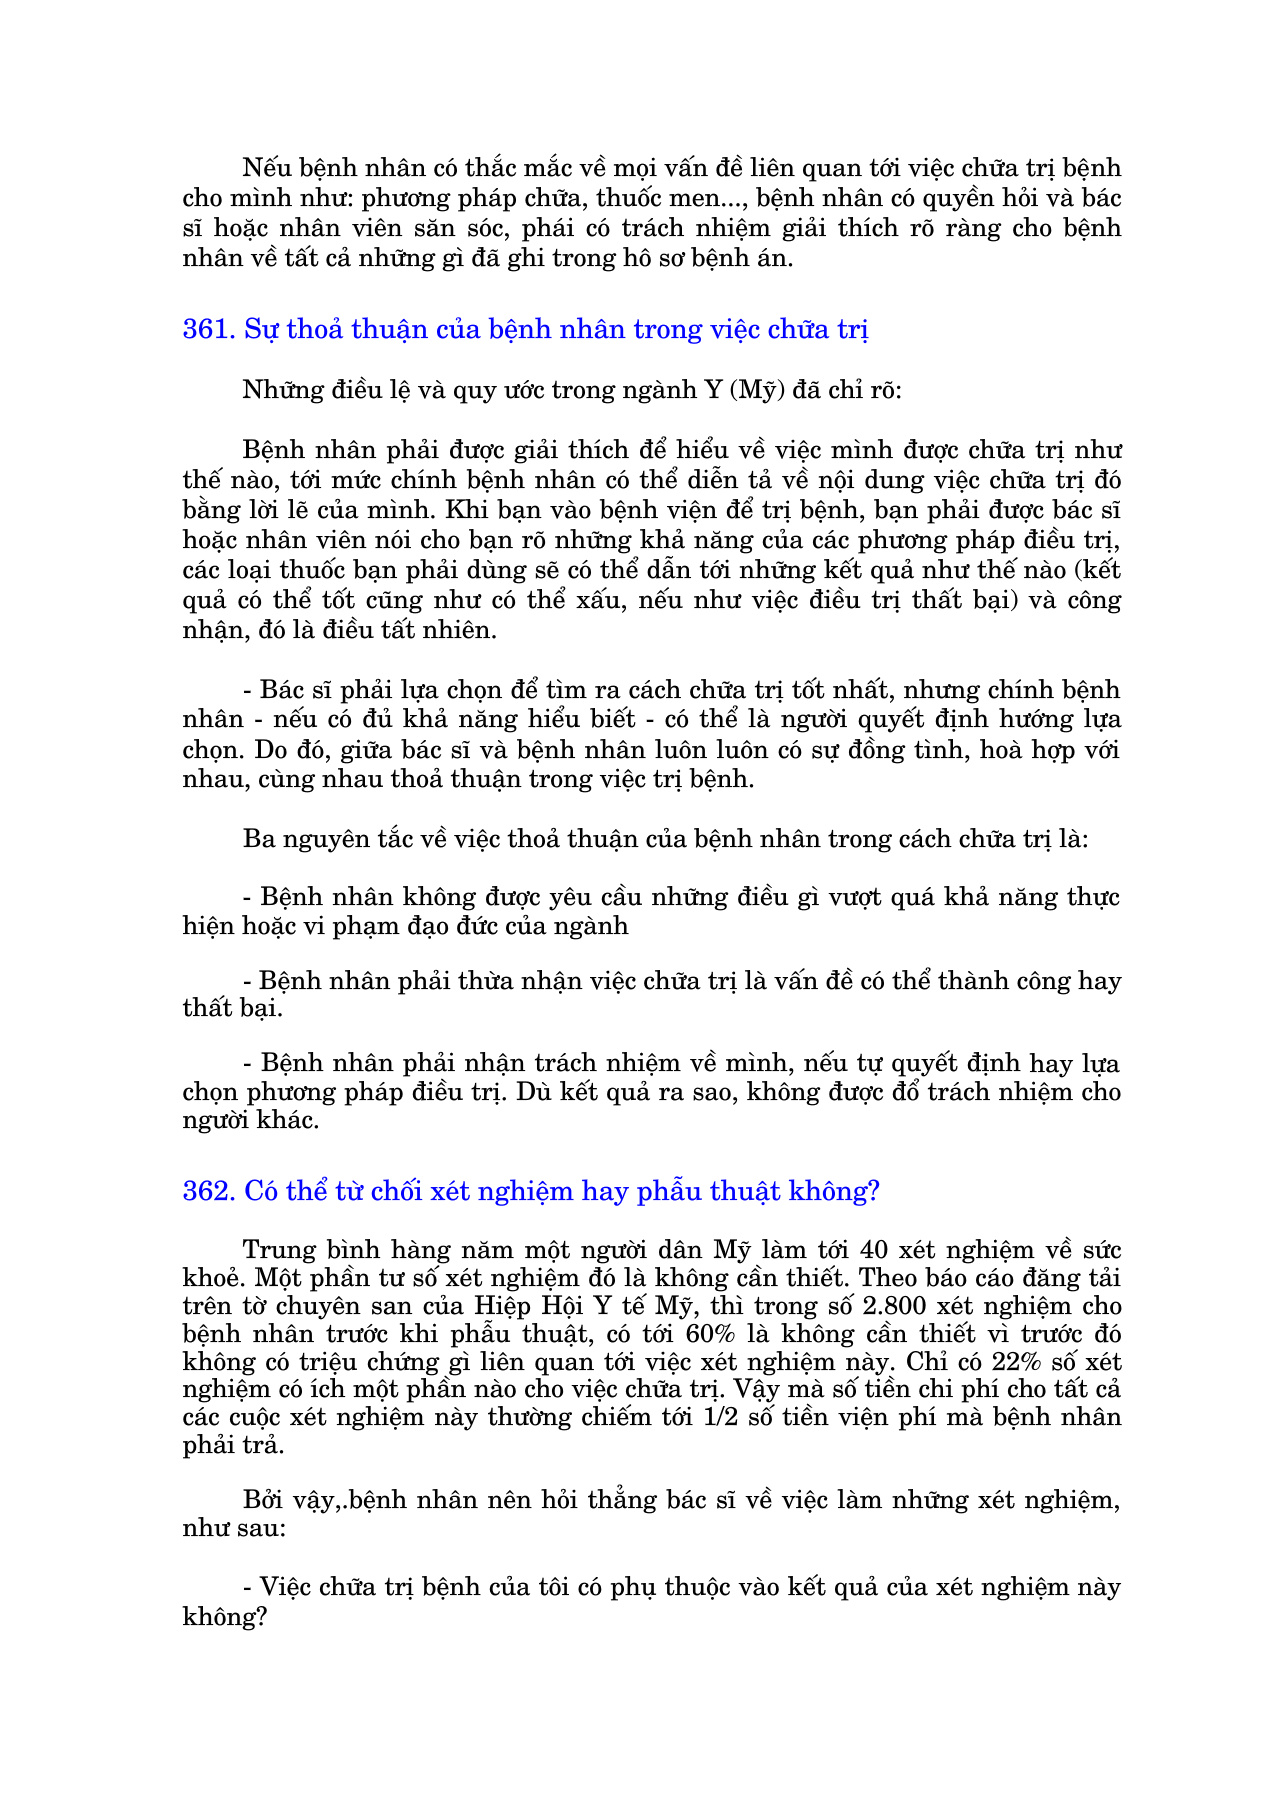 Nếu bệnh nhân có thắc mắc về mọi vấn đề liên quan tới việc chữa trị bệnh
cho mình như: phương pháp chữa, thuốc men..., bệnh nhân có quyền hỏi và bác
sĩ hoặc nhân viên săn sóc, phái có trách nhiệm giải thích rõ ràng cho bệnh
nhân về tất cả những gì đã ghi trong hô sơ bệnh án.
361. Sự thoả thuận của bệnh nhân trong việc chữa trị
Những điều lệ và quy ước trong ngành Y (Mỹ) đã chỉ rõ:
Bệnh nhân phải được giải thích để hiểu về việc mình được chữa trị như
thế nào, tới mức chính bệnh nhân có thể diễn tả về nội dung việc chữa trị đó
bằng lời lẽ của mình. Khi bạn vào bệnh viện để trị bệnh, bạn phải được bác sĩ
hoặc nhân viên nói cho bạn rõ những khả năng của các phương pháp điều trị,
các loại thuốc bạn phải dùng sẽ có thể dẫn tới những kết quả như thế nào (kết
quả có thể tốt cũng như có thể xấu, nếu như việc điều trị thất bại) và công
nhận, đó là điều tất nhiên.
- Bác sĩ phải lựa chọn để tìm ra cách chữa trị tốt nhất, nhưng chính bệnh
nhân - nếu có đủ khả năng hiểu biết - có thể là người quyết định hướng lựa
chọn. Do đó, giữa bác sĩ và bệnh nhân luôn luôn có sự đồng tình, hoà hợp với
nhau, cùng nhau thoả thuận trong việc trị bệnh.
Ba nguyên tắc về việc thoả thuận của bệnh nhân trong cách chữa trị là:
- Bệnh nhân không được yêu cầu những điều gì vượt quá khả năng thực
hiện hoặc vi phạm đạo đức của ngành
- Bệnh nhân phải thừa nhận việc chữa trị là vấn đề có thể thành công hay
thất bại.
- Bệnh nhân phải nhận trách nhiệm về mình, nếu tự quyết định hay lựa
chọn phương pháp điều trị. Dù kết quả ra sao, không được đổ trách nhiệm cho
người khác.
362. Có thể từ chối xét nghiệm hay phẫu thuật không?
Trung bình hàng năm một người dân Mỹ làm tới 40 xét nghiệm về sức
khoẻ. Một phần tư số xét nghiệm đó là không cần thiết. Theo báo cáo đăng tải
trên tờ chuyên san của Hiệp Hội Y tế Mỹ, thì trong số 2.800 xét nghiệm cho
bệnh nhân trước khi phẫu thuật, có tới 60% là không cần thiết vì trước đó
không có triệu chứng gì liên quan tới việc xét nghiệm này. Chỉ có 22% số xét
nghiệm có ích một phần nào cho việc chữa trị. Vậy mà số tiền chi phí cho tất cả
các cuộc xét nghiệm này thường chiếm tới 1/2 số tiền viện phí mà bệnh nhân
phải trả.
Bởi vậy,.bệnh nhân nên hỏi thẳng bác sĩ về việc làm những xét nghiệm,
như sau:
- Việc chữa trị bệnh của tôi có phụ thuộc vào kết quả của xét nghiệm này
không?